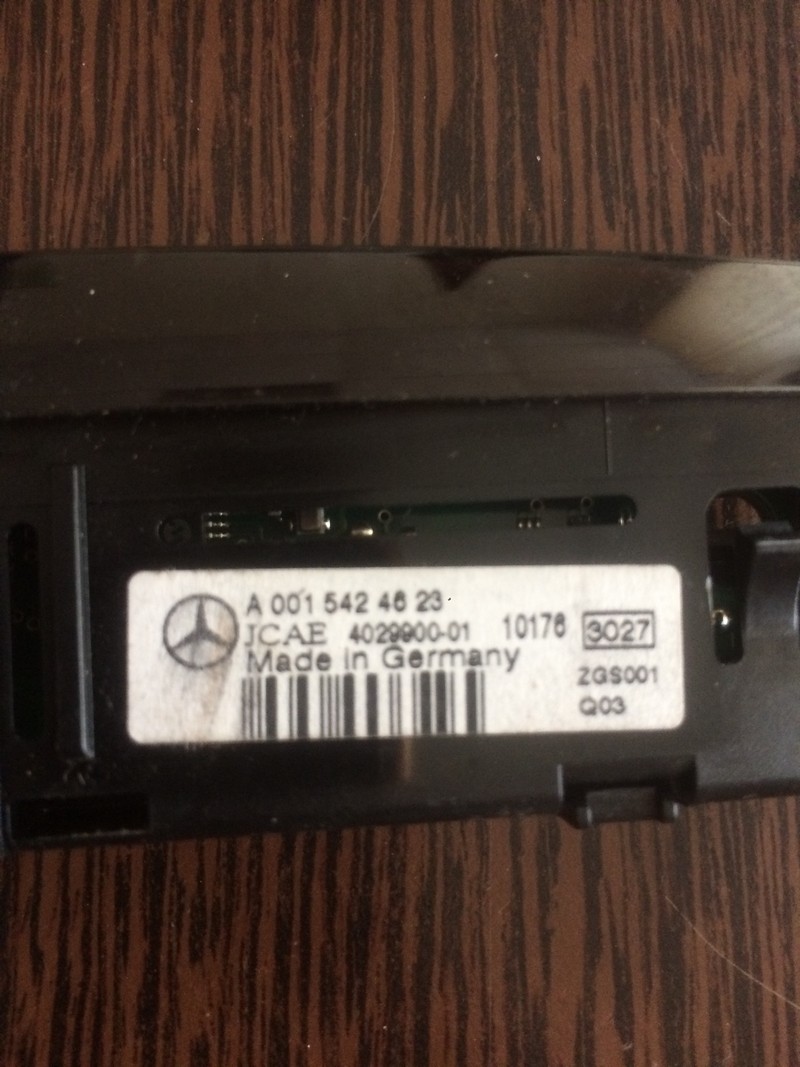 A 001 542 46 23
JCAE 4029900-01 10176 3027
Made in Germany
ZGS001
Q03